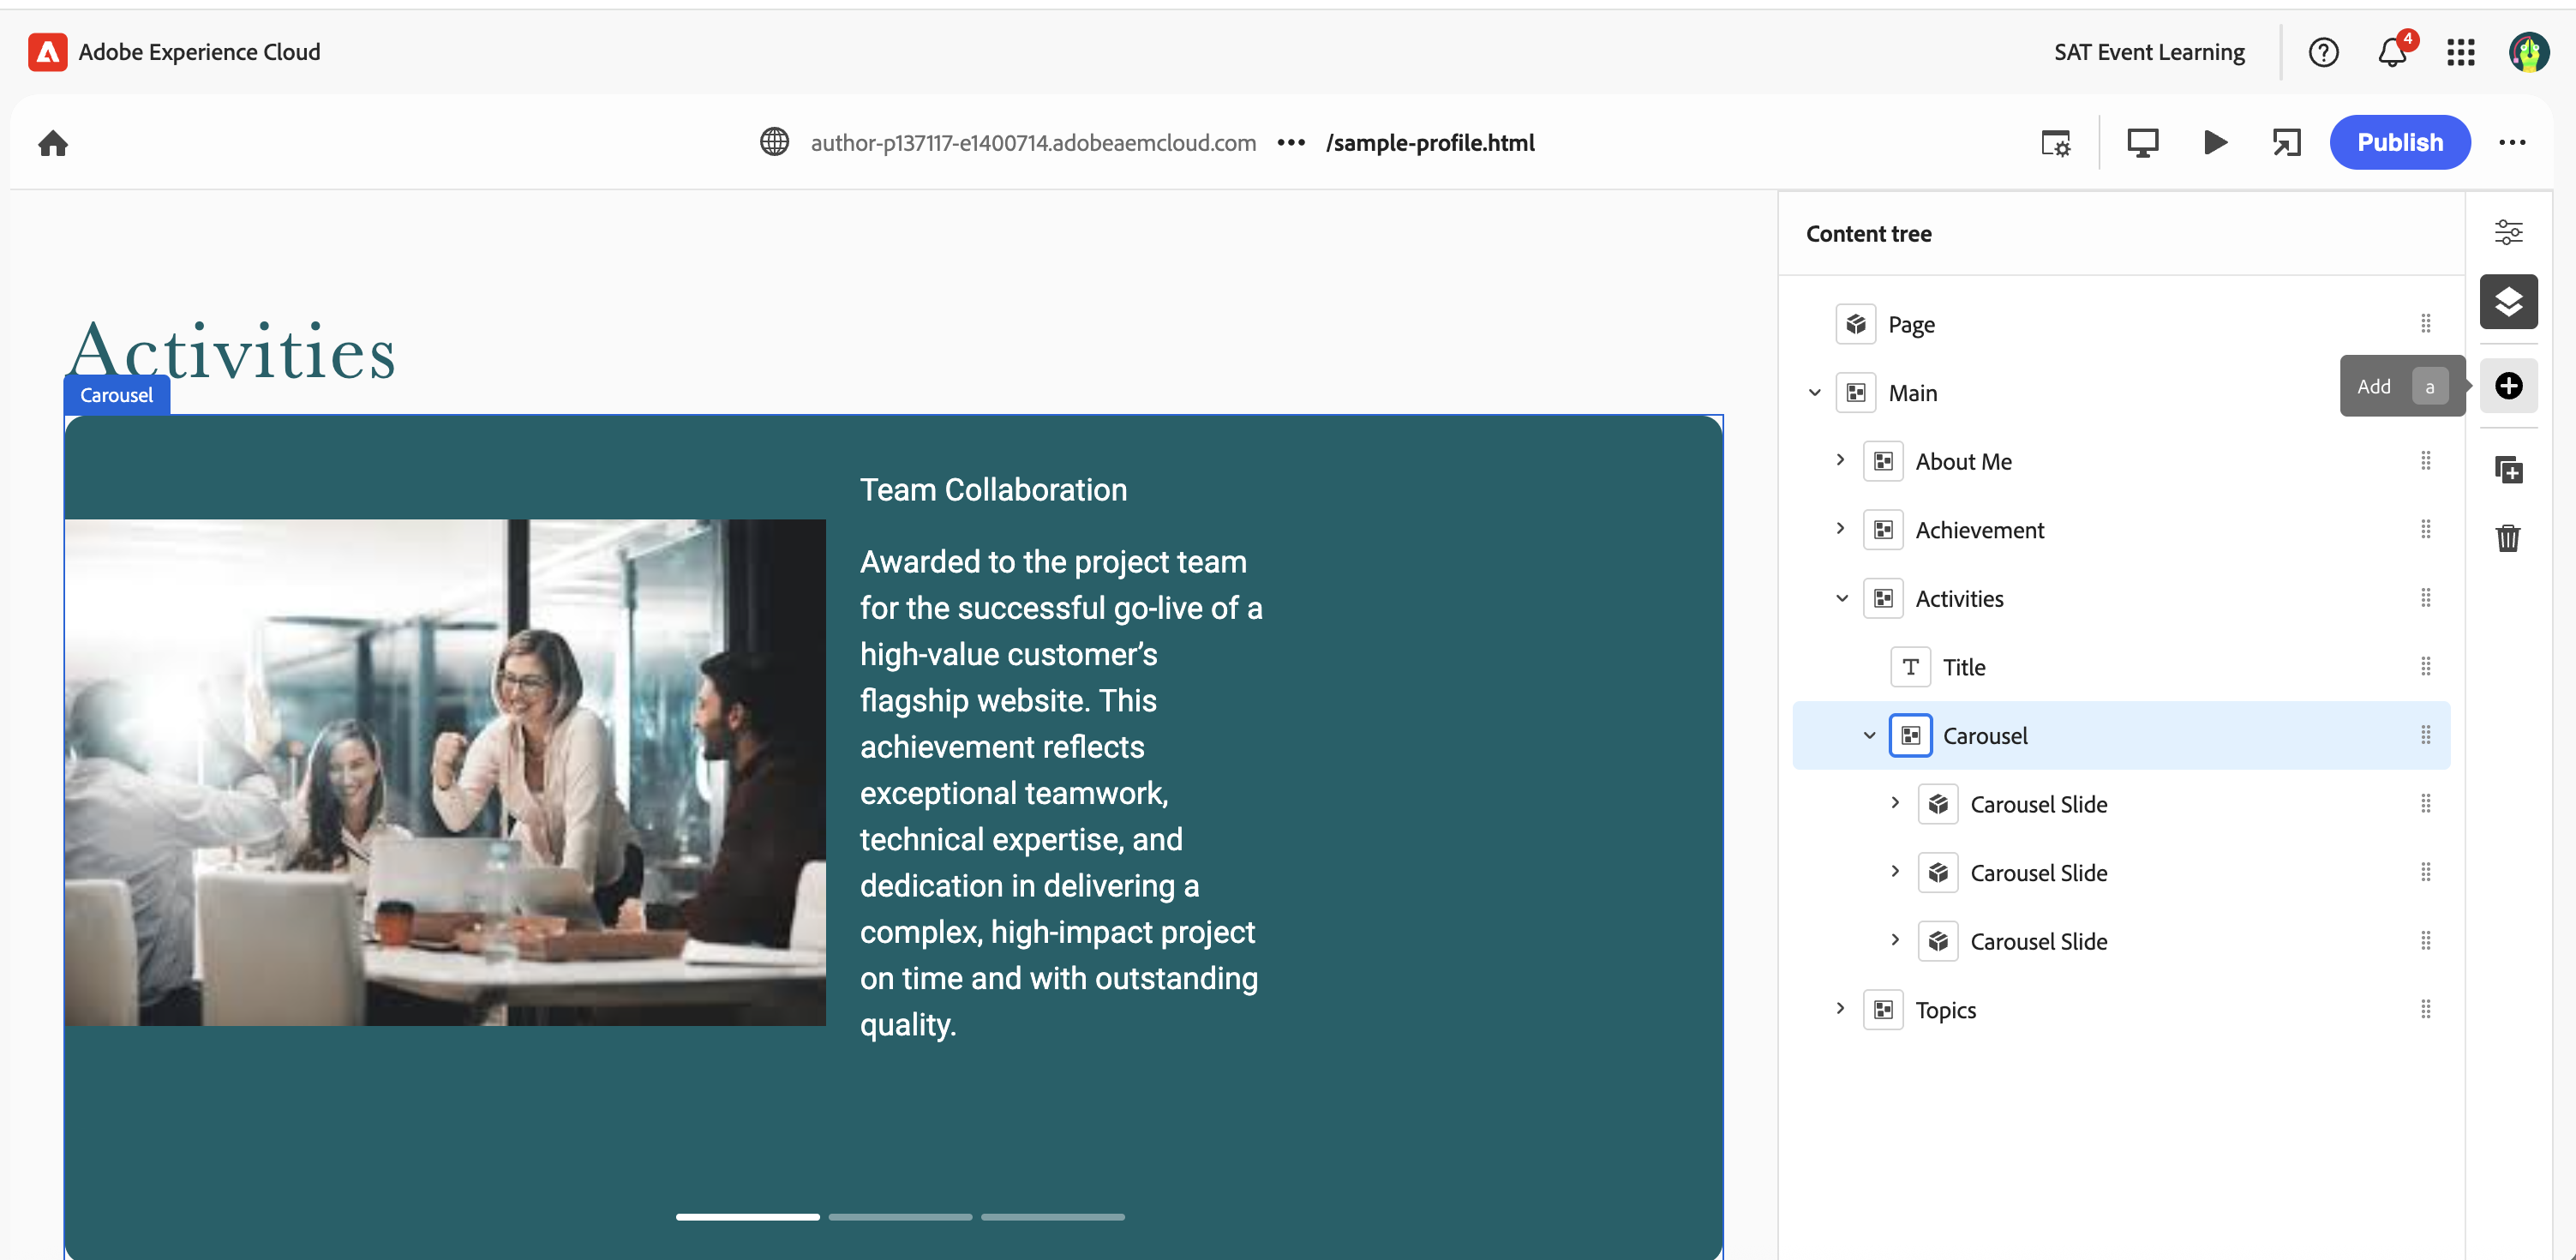 Adobe Experience Cloud
SAT Event Learning
4
author-p137117-e1400714.adobeaemcloud.com ••• /sample-profile.html
Publish
Activities
Carousel
Team Collaboration
Awarded to the project team
for the successful go-live of a
high-value customer’s
flagship website. This
achievement reflects
exceptional teamwork,
technical expertise, and
dedication in delivering a
complex, high-impact project
on time and with outstanding
quality.
Content tree
Page
Main
Add a
About Me
Achievement
Activities
Title
Carousel
Carousel Slide
Carousel Slide
Carousel Slide
Topics